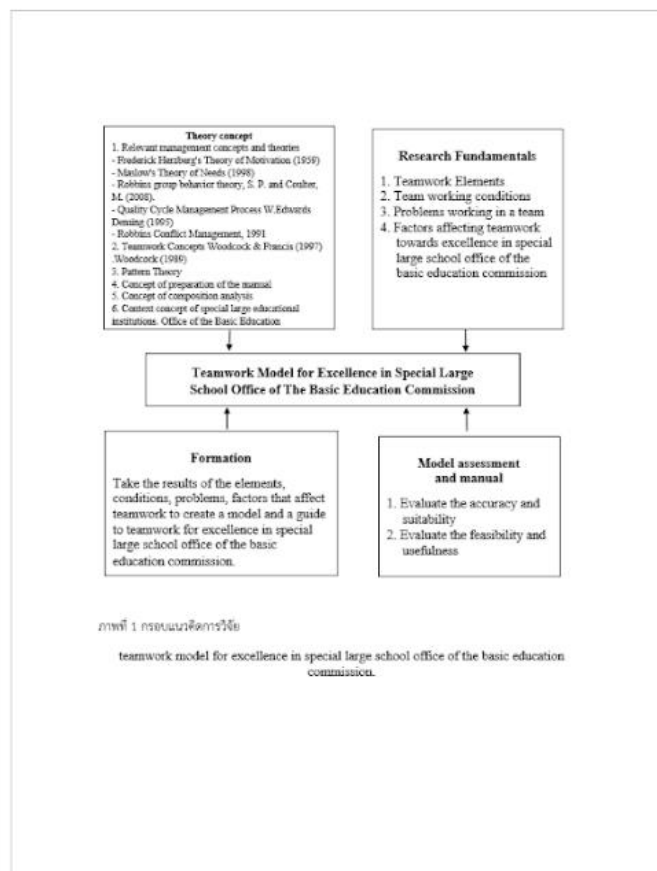 Theory concept
1. Relevant management concepts and theories
- Frederick Herzberg's Theory of Motivation (1959)
- Maslow's Theory of Needs (1998)
- Robbins group behavior theory, S. P. and Coulter,
M. (2008).
- Quality Cycle Management Process W.Edwards
Deming (1995)
- Robbins Conflict Management, 1991
2. Teamwork Concepts Woodcock & Francis (1997)
.Woodcock (1989)
3. Pattern Theory
4. Concept of preparation of the manual
5. Concept of composition analysis
6. Context concept of special large educational
institutions. Office of the Basic Education
Research Fundamentals
1. Teamwork Elements
2. Team working conditions
3. Problems working in a team
4. Factors affecting teamwork
towards excellence in special
large school office of the
basic education commission
Teamwork Model for Excellence in Special Large
School Office of The Basic Education Commission
Formation
Take the results of the elements,
conditions, problems, factors that affect
teamwork to create a model and a guide
to teamwork for excellence in special
large school office of the basic
education commission.
Model assessment
and manual
1. Evaluate the accuracy and
suitability
2. Evaluate the feasibility and
usefulness
ภาพที่ 1 กรอบแนวคิดการวิจัย
teamwork model for excellence in special large school office of the basic education
commission.